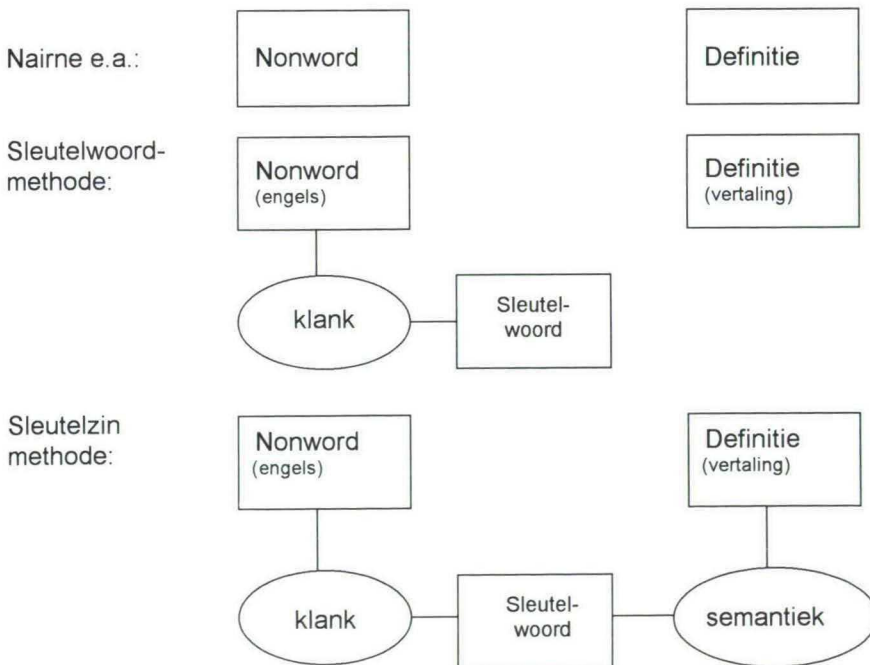 Nairne e.a.:
Nonword
Definitie
Sleutelwoord-
methode:
Nonword
(engels)
Definitie
(vertaling)
klank
Sleutel-
woord
Sleutelzin
methode:
Nonword
(engels)
Definitie
(vertaling)
klank
Sleutel-
woord
semantiek